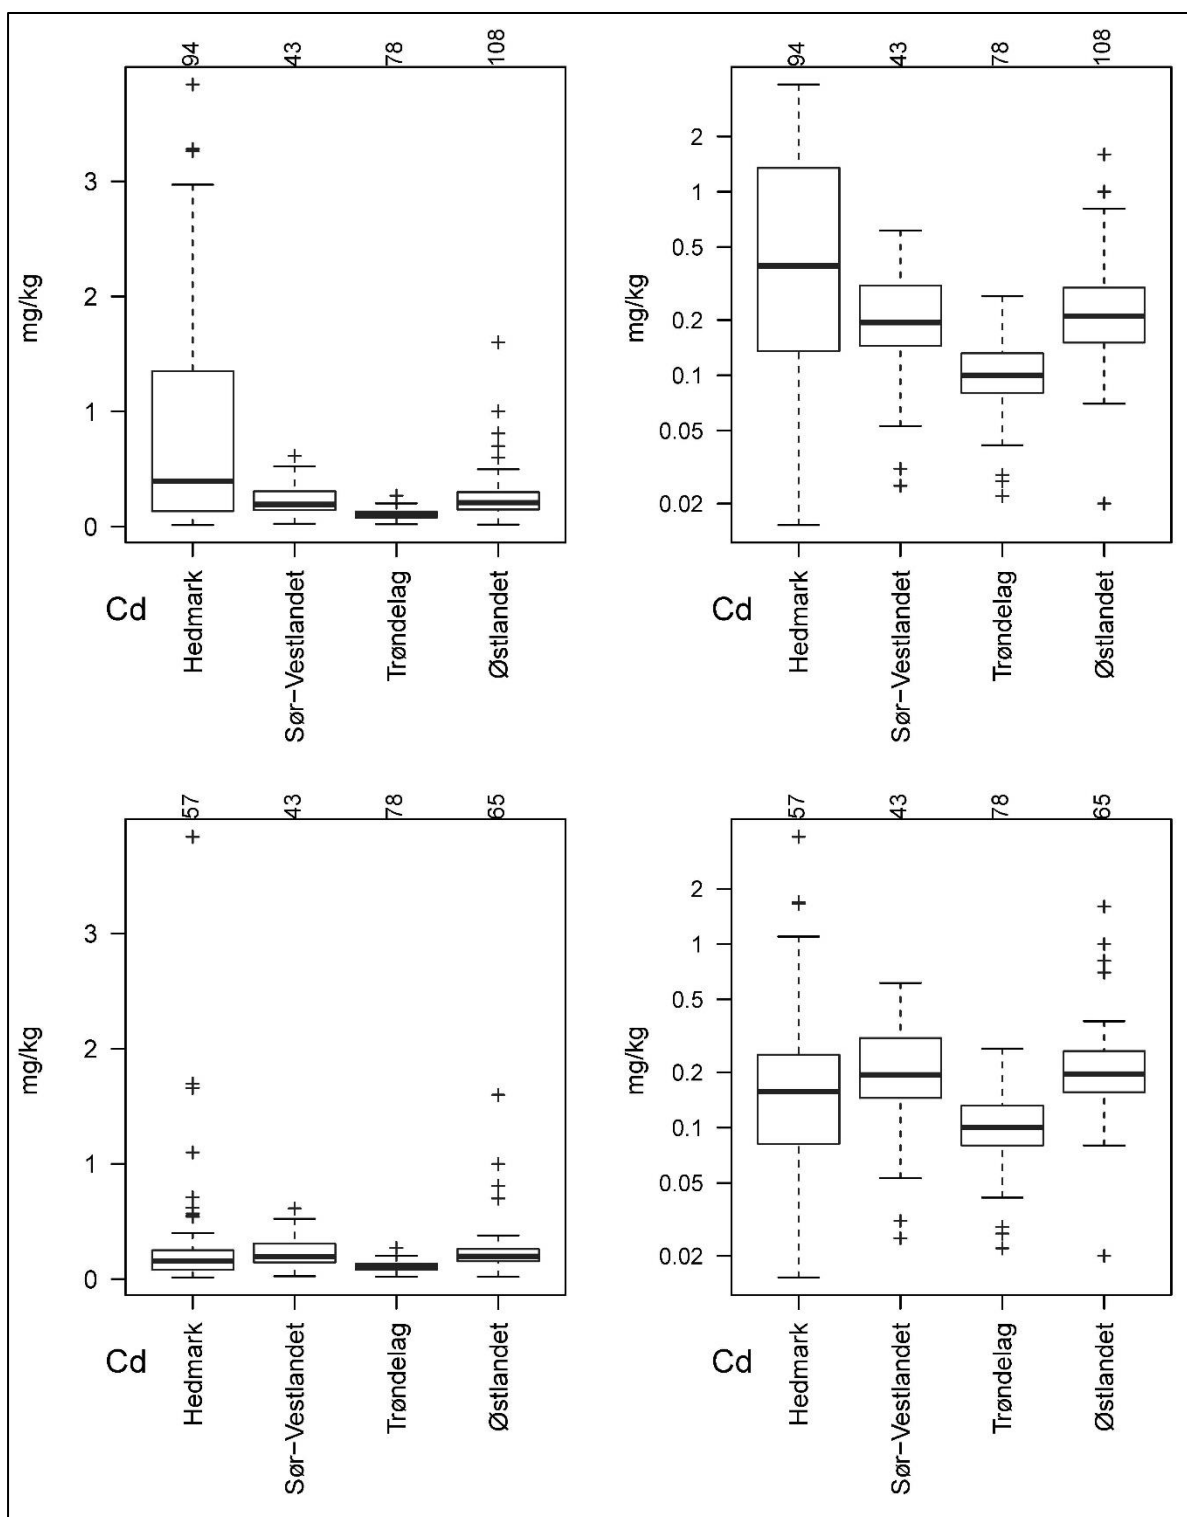 94 43 78 108
3
2
1
0
mg/kg
Cd
Hedmark
Sør-Vestlandet
Trøndelag
Østlandet
94 43 78 108
2
1
0.5
0.2
0.1
0.05
0.02
mg/kg
Cd
Hedmark
Sør-Vestlandet
Trøndelag
Østlandet
57 43 78 65
3
2
1
0
mg/kg
Cd
Hedmark
Sør-Vestlandet
Trøndelag
Østlandet
57 43 78 65
2
1
0.5
0.2
0.1
0.05
0.02
mg/kg
Cd
Hedmark
Sør-Vestlandet
Trøndelag
Østlandet